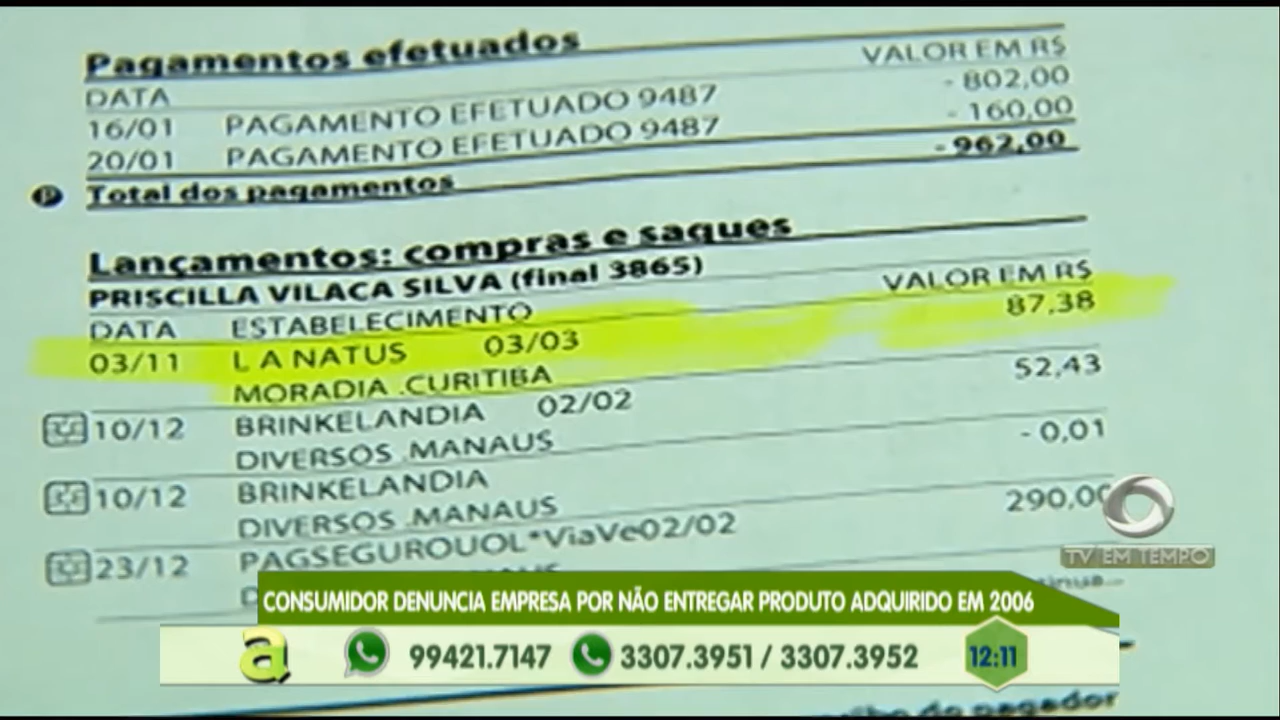 Pagamentos efetuados
DATA VALOR EM R$
16/01 PAGAMENTO EFETUADO 9487 - 802,00
20/01 PAGAMENTO EFETUADO 9487 - 160,00
P Total dos pagamentos - 962,00
Lançamentos: compras e saques
PRISCILLA VILACA SILVA (final 3865)
DATA ESTABELECIMENTO VALOR EM R$
03/11 L A NATUS 03/03 87,38
MORADIA .CURITIBA
10/12 BRINKELANDIA 02/02 52,43
DIVERSOS .MANAUS
10/12 BRINKELANDIA - 0,01
DIVERSOS .MANAUS
23/12 PAGSEGUROUOL*ViaVe02/02 290,00
TV EM TEMPO
CONSUMIDOR DENUNCIA EMPRESA POR NÃO ENTREGAR PRODUTO ADQUIRIDO EM 2006
a 99421.7147 3307.3951 / 3307.3952 12:11
do pagador